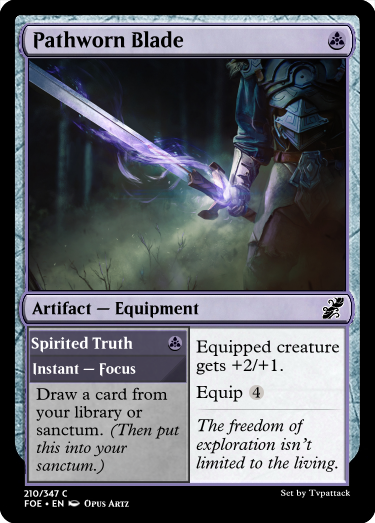 Pathworn Blade
Artifact — Equipment
Spirited Truth
Instant — Focus
Draw a card from
your library or
sanctum. (Then put
this into your
sanctum.)
Equipped creature
gets +2/+1.
Equip 4
The freedom of
exploration isn't
limited to the living.
210/347 C
FOE • EN Opus Artz
Set by Tvpattack